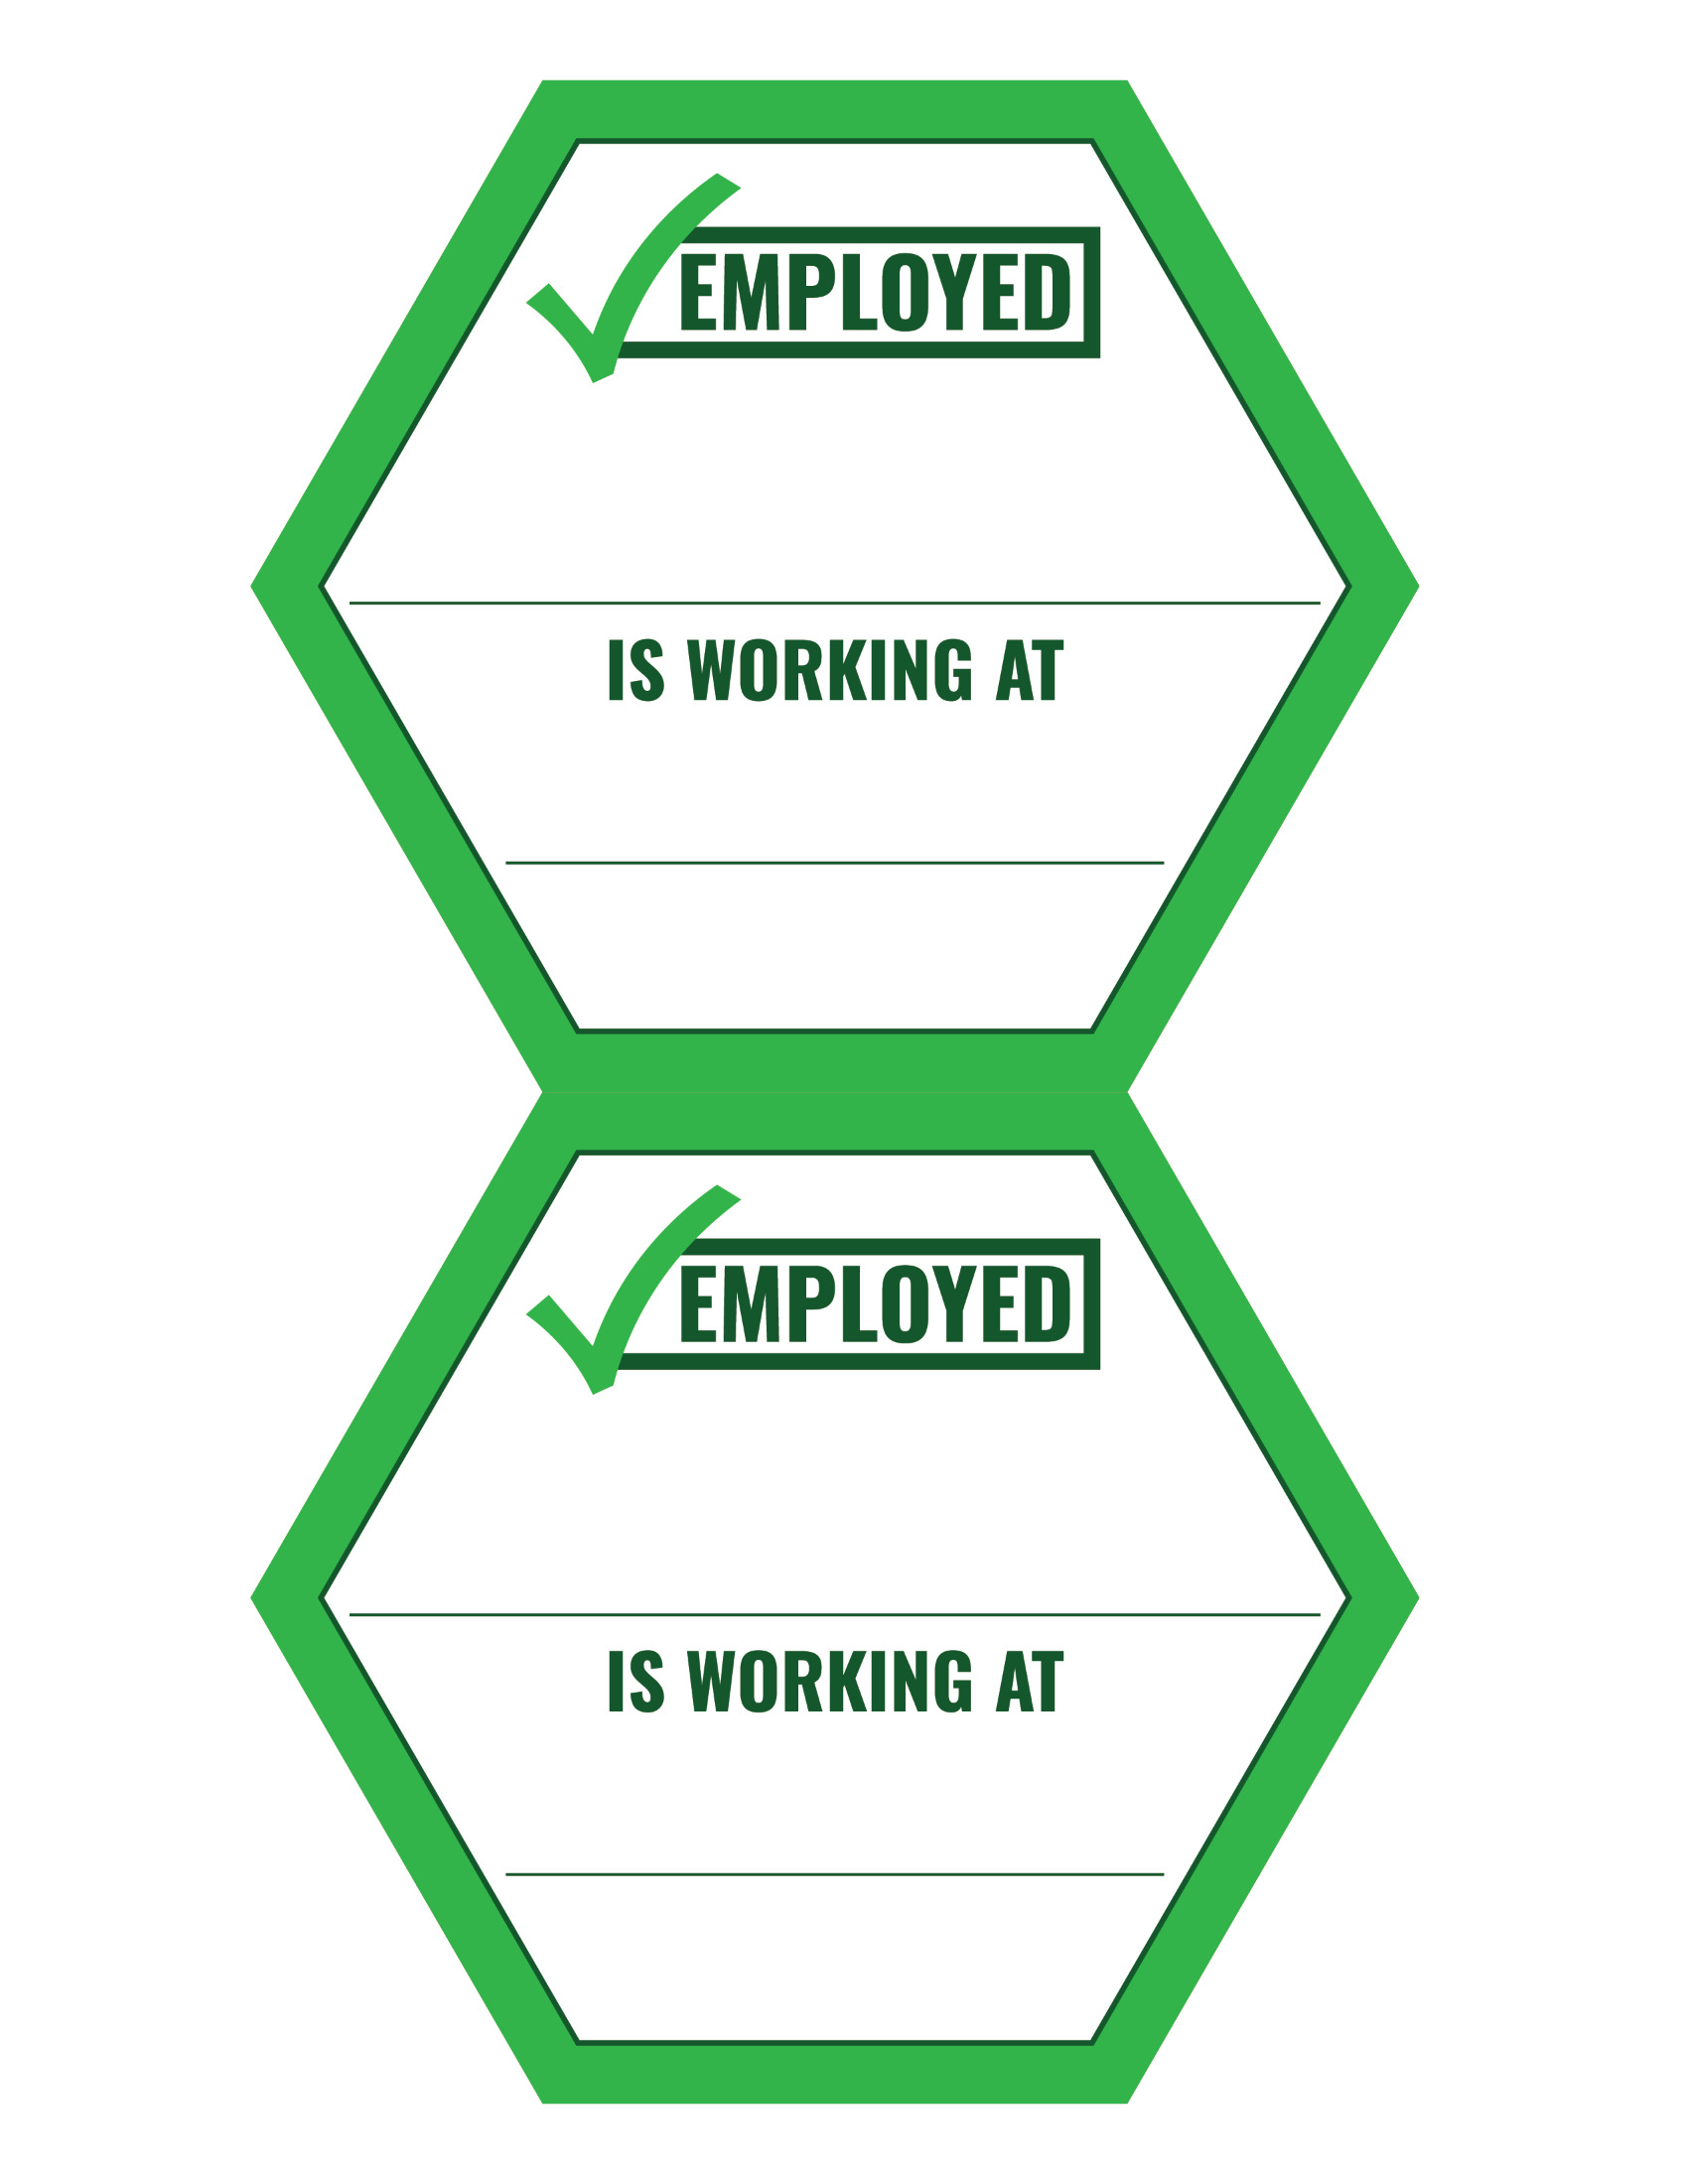 EMPLOYED
IS WORKING AT
EMPLOYED
IS WORKING AT